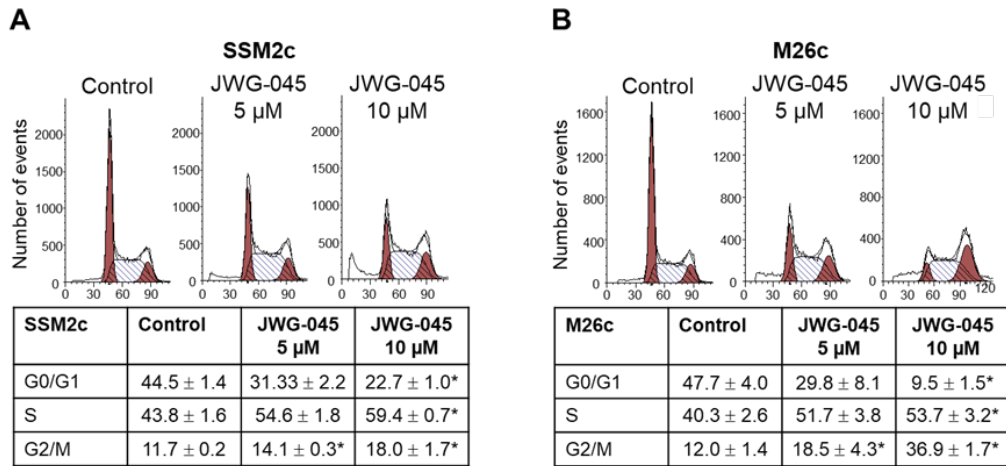 A
SSM2c
Control
JWG-045
5 µM
JWG-045
10 µM
Number of events
2000
1500
1000
500
0
0 30 60 90
2000
1500
1000
500
0
0 30 60 90
2000
1500
1000
500
0
0 30 60 90
SSM2c Control JWG-045 5 µM JWG-045 10 µM
G0/G1 44.5 ± 1.4 31.33 ± 2.2 22.7 ± 1.0*
S 43.8 ± 1.6 54.6 ± 1.8 59.4 ± 0.7*
G2/M 11.7 ± 0.2 14.1 ± 0.3* 18.0 ± 1.7*
B
M26c
Control
JWG-045
5 µM
JWG-045
10 µM
Number of events
1600
1200
800
400
0
0 30 60 90
1600
1200
800
400
0
0 30 60 90
1600
1200
800
400
0
0 30 60 90 120
M26c Control JWG-045 5 µM JWG-045 10 µM
G0/G1 47.7 ± 4.0 29.8 ± 8.1 9.5 ± 1.5*
S 40.3 ± 2.6 51.7 ± 3.8 53.7 ± 3.2*
G2/M 12.0 ± 1.4 18.5 ± 4.3* 36.9 ± 1.7*